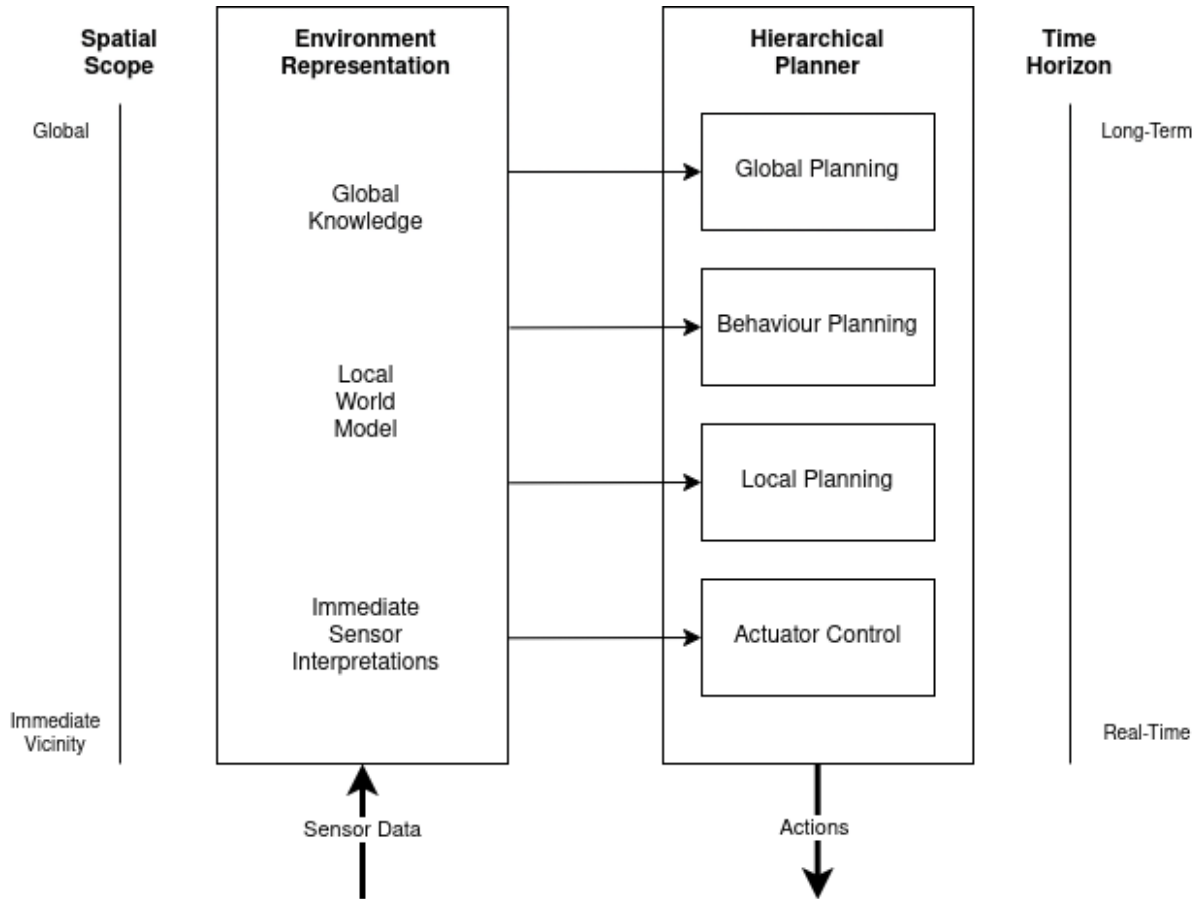 Spatial
Scope
Environment
Representation
Hierarchical
Planner
Time
Horizon
Global
Long-Term
Global
Knowledge
Global Planning
Behaviour Planning
Local
World
Model
Local Planning
Immediate
Sensor
Interpretations
Actuator Control
Immediate
Vicinity
Real-Time
Sensor Data
Actions